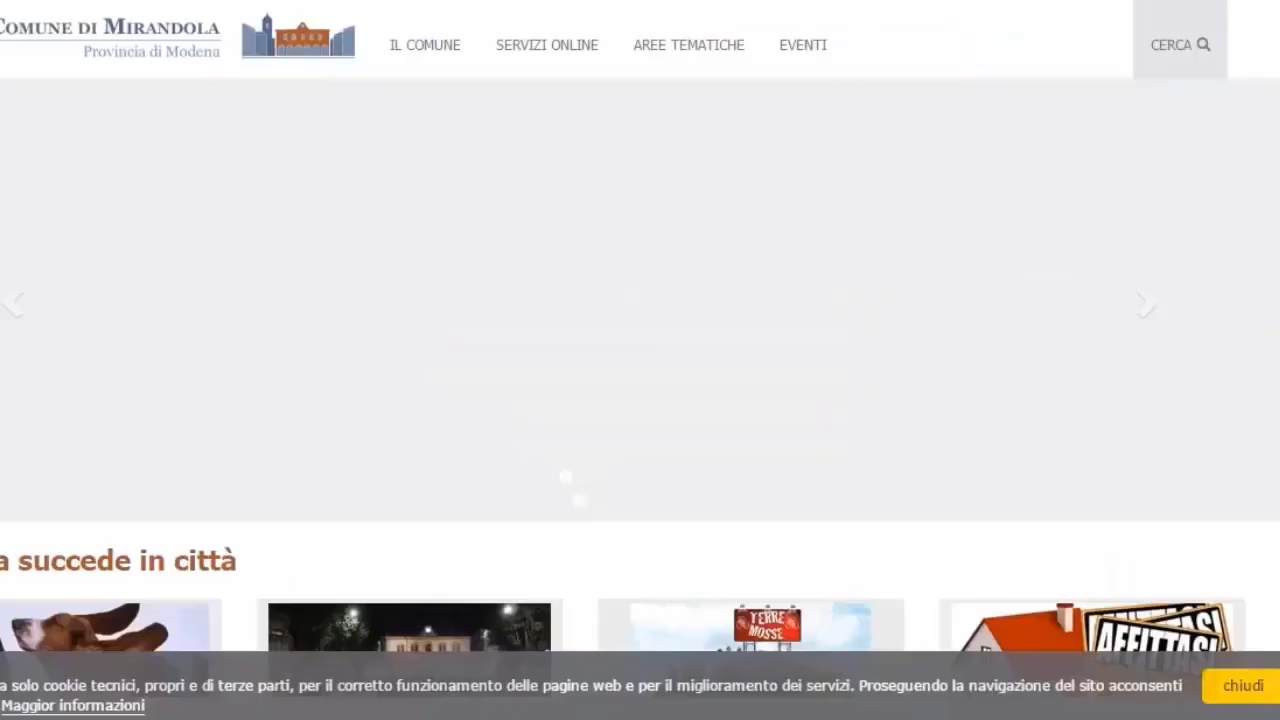 COMUNE DI MIRANDOLA
Provincia di Modena
IL COMUNE SERVIZI ONLINE AREE TEMATICHE EVENTI CERCA
a succede in città
TERRE MOSSE
AFFITTASI
a solo cookie tecnici, propri e di terze parti, per il corretto funzionamento delle pagine web e per il miglioramento dei servizi. Proseguendo la navigazione del sito acconsenti
Maggior informazioni
chiudi